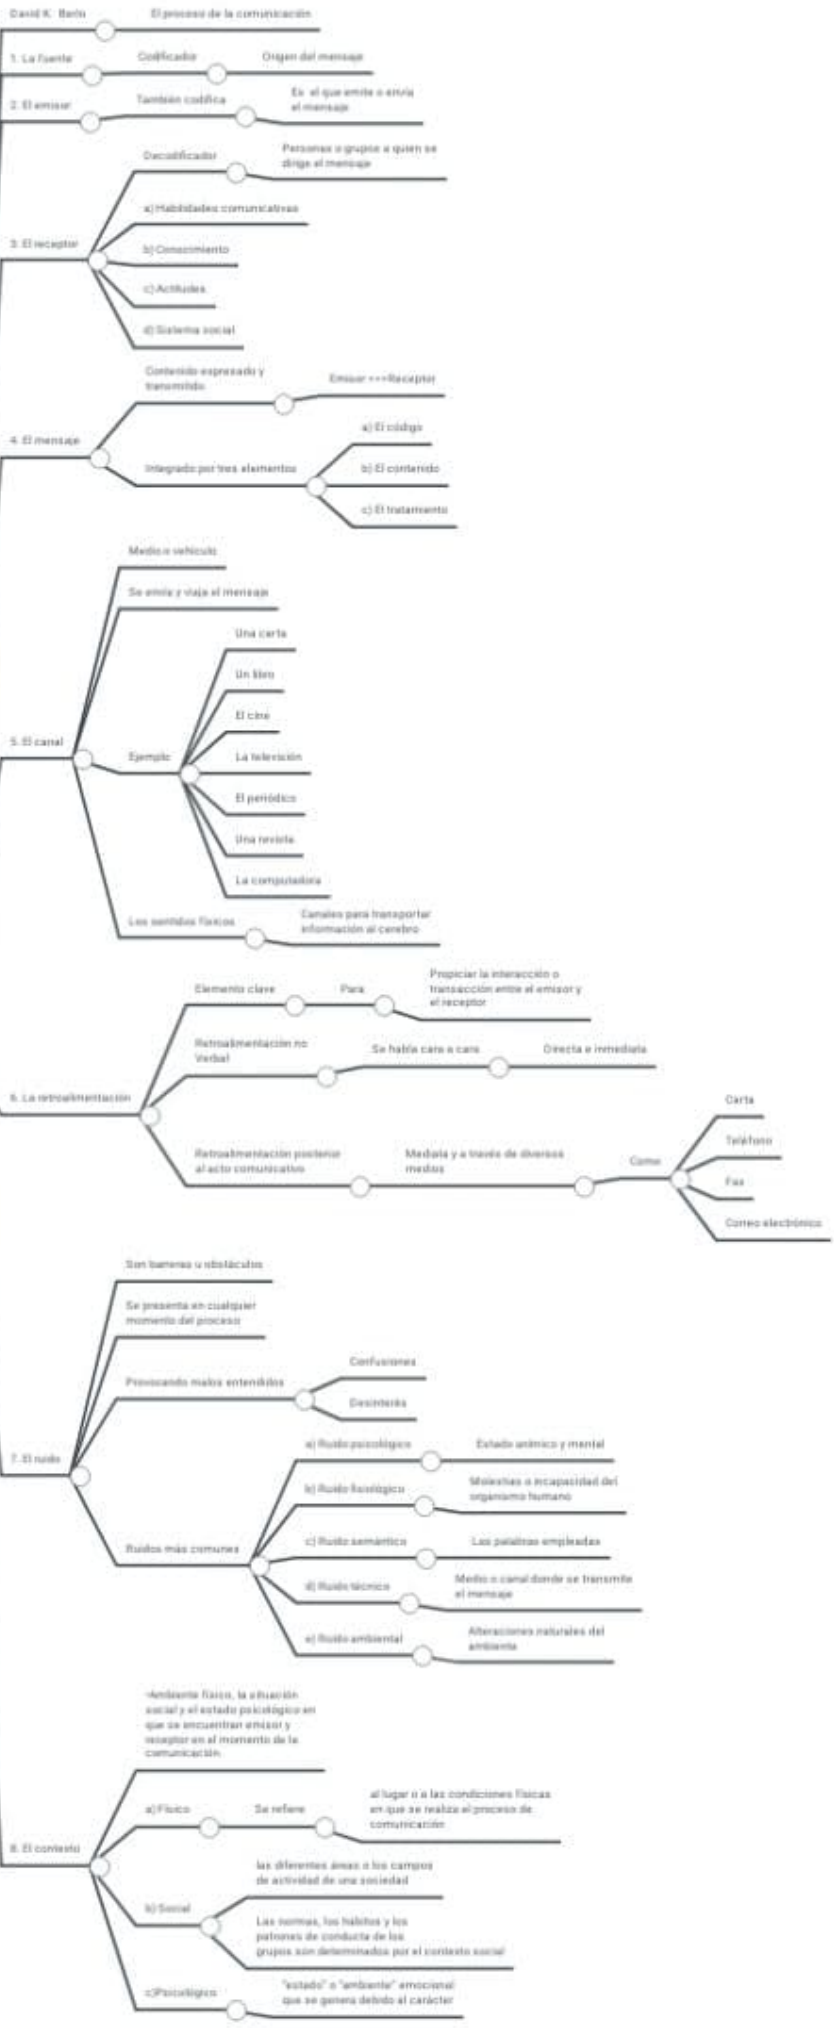 David K. Berlo
El proceso de la comunicación
1. La fuente
Codificador
Origen del mensaje
2. El emisor
También codifica
Es el que emite o envía
el mensaje
3. El receptor
Decodificador
Personas o grupos a quien se
dirige el mensaje
a) Habilidades comunicativas
b) Conocimiento
c) Actitudes
d) Sistema social
4. El mensaje
Contenido expresado y
transmitido
Emisor ==>Receptor
Integrado por tres elementos
a) El código
b) El contenido
c) El tratamiento
5. El canal
Medio o vehículo
Se envía y viaja el mensaje
Ejemplo
Una carta
Un libro
El cine
La televisión
El periódico
Una revista
La computadora
Los sentidos físicos
Canales para transportar
información al cerebro
6. La retroalimentación
Elemento clave
Para
Propiciar la interacción o
transacción entre el emisor y
el receptor
Retroalimentación no
Verbal
Se habla cara a cara
Directa e inmediata
Retroalimentación posterior
al acto comunicativo
Mediata y a través de diversos
medios
Como
Carta
Teléfono
Fax
Correo electrónico
7. El ruido
Son barreras u obstáculos
Se presenta en cualquier
momento del proceso
Provocando malos entendidos
Confusiones
Desinterés
Ruidos más comunes
a) Ruido psicológico
Estado anímico y mental
b) Ruido fisiológico
Molestias o incapacidad del
organismo humano
c) Ruido semántico
Las palabras empleadas
d) Ruido técnico
Medio o canal donde se transmite
el mensaje
e) Ruido ambiental
Alteraciones naturales del
ambiente
8. El contexto
-Ambiente físico, la situación
social y el estado psicológico en
que se encuentran emisor y
receptor en el momento de la
comunicación.
a) Físico
Se refiere
al lugar o a las condiciones físicas
en que se realiza el proceso de
comunicación
b) Social
las diferentes áreas o los campos
de actividad de una sociedad
Las normas, los hábitos y los
patrones de conducta de los
grupos son determinados por el contexto social
c)Psicológico
"estado" o "ambiente" emocional
que se genera debido al carácter